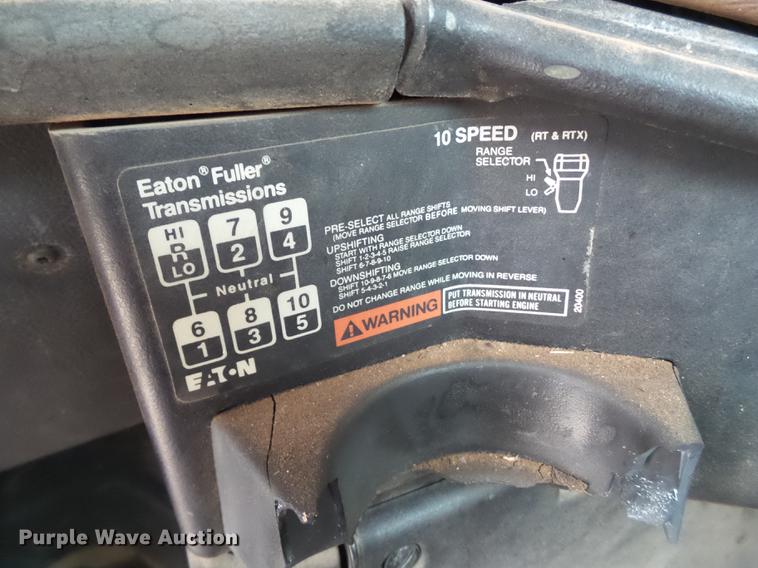 10 SPEED (RT & RTX)
RANGE
SELECTOR
HI
LO
Eaton® Fuller®
Transmissions
HI
R
LO
7
2
9
4
Neutral
6
1
8
3
10
5
EATON
PRE-SELECT ALL RANGE SHIFTS
(MOVE RANGE SELECTOR BEFORE MOVING SHIFT LEVER)
UPSHIFTING
START WITH RANGE SELECTOR DOWN
SHIFT 1-2-3-4-5 RAISE RANGE SELECTOR
SHIFT 6-7-8-9-10
DOWNSHIFTING
SHIFT 10-9-8-7-6 MOVE RANGE SELECTOR DOWN
SHIFT 5-4-3-2-1
DO NOT CHANGE RANGE WHILE MOVING IN REVERSE
WARNING
PUT TRANSMISSION IN NEUTRAL
BEFORE STARTING ENGINE
20400
Purple Wave Auction